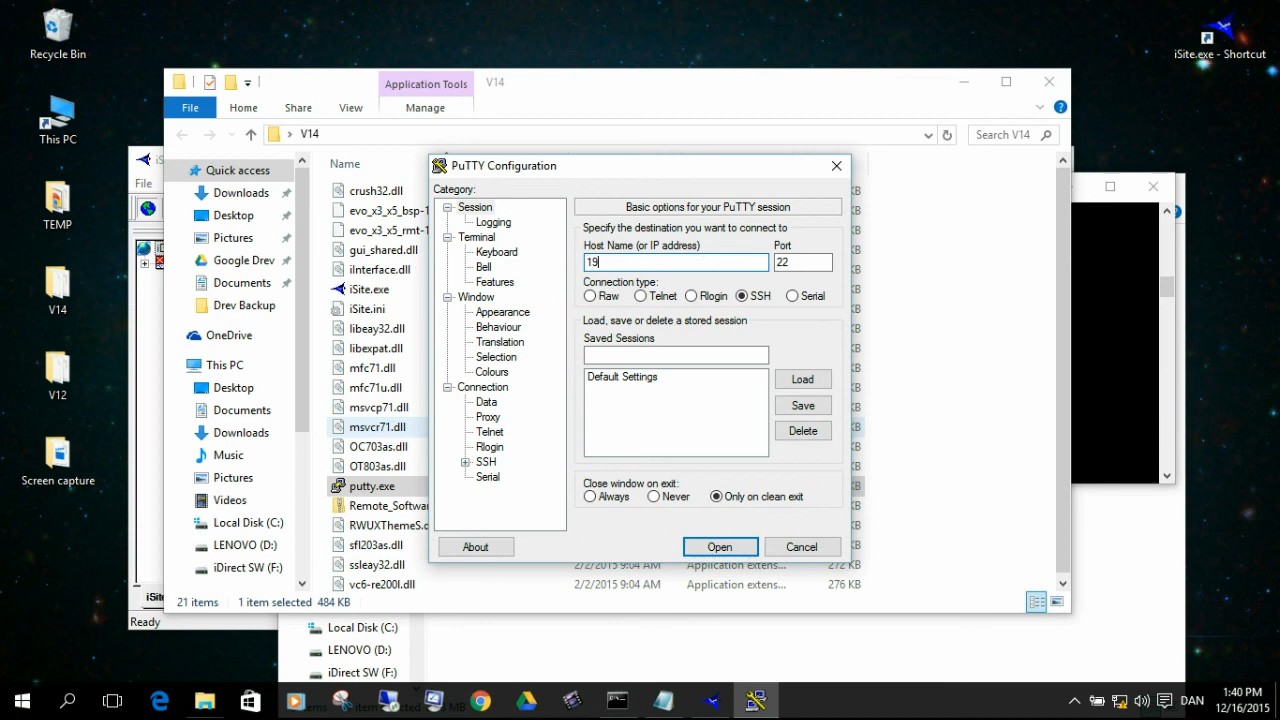 Recycle Bin
iSite.exe - Shortcut
Application Tools
V14
File
Home
Share
View
Manage
This PC
V14
Search V14
File
Quick access
Downloads
Desktop
Pictures
Google Drev
Documents
Drev Backup
OneDrive
This PC
Desktop
Documents
Downloads
Music
Pictures
Videos
Local Disk (C:)
LENOVO (D:)
iDirect SW (F:)
TEMP
V14
V12
Screen capture
Name
crush32.dll
evo_x3_x5_bsp-1
evo_x3_x5_rmt-1
gui_shared.dll
iInterface.dll
iSite.exe
iSite.ini
libeay32.dll
libexpat.dll
mfc71.dll
mfc71u.dll
msvcp71.dll
msvcr71.dll
OC703as.dll
OT803as.dll
putty.exe
Remote_Softwar
RWUXThemeS.d
sfl203as.dll
ssleay32.dll
2/2/2015 9:04 AM
Application extens...
272 KB
vc6-re200l.dll
2/2/2015 9:04 AM
Application extens...
276 KB
21 items
1 item selected 484 KB
PuTTY Configuration
Category:
Session
Logging
Terminal
Keyboard
Bell
Features
Window
Appearance
Behaviour
Translation
Selection
Colours
Connection
Data
Proxy
Telnet
Rlogin
SSH
Serial
Basic options for your PuTTY session
Specify the destination you want to connect to
Host Name (or IP address)
Port
19
22
Connection type:
Raw
Telnet
Rlogin
SSH
Serial
Load, save or delete a stored session
Saved Sessions
Default Settings
Load
Save
Delete
Close window on exit:
Always
Never
Only on clean exit
About
Open
Cancel
Ready
Local Disk (C:)
LENOVO (D:)
iDirect SW (F:)
DAN
1:40 PM
12/16/2015